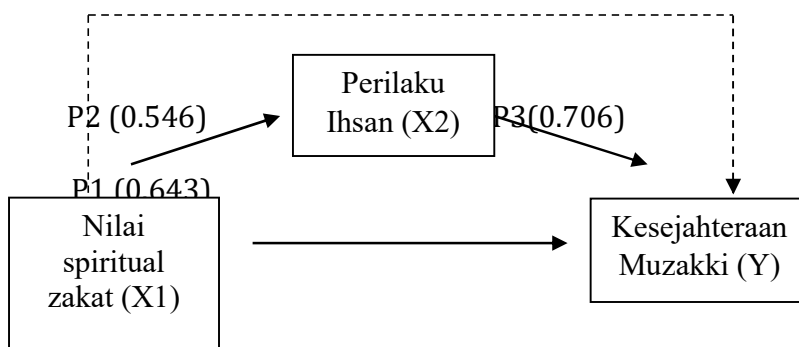 Perilaku
Ihsan (X2)
P2 (0.546)
P3(0.706)
P1 (0.643)
Nilai
spiritual
zakat (X1)
Kesejahteraan
Muzakki (Y)